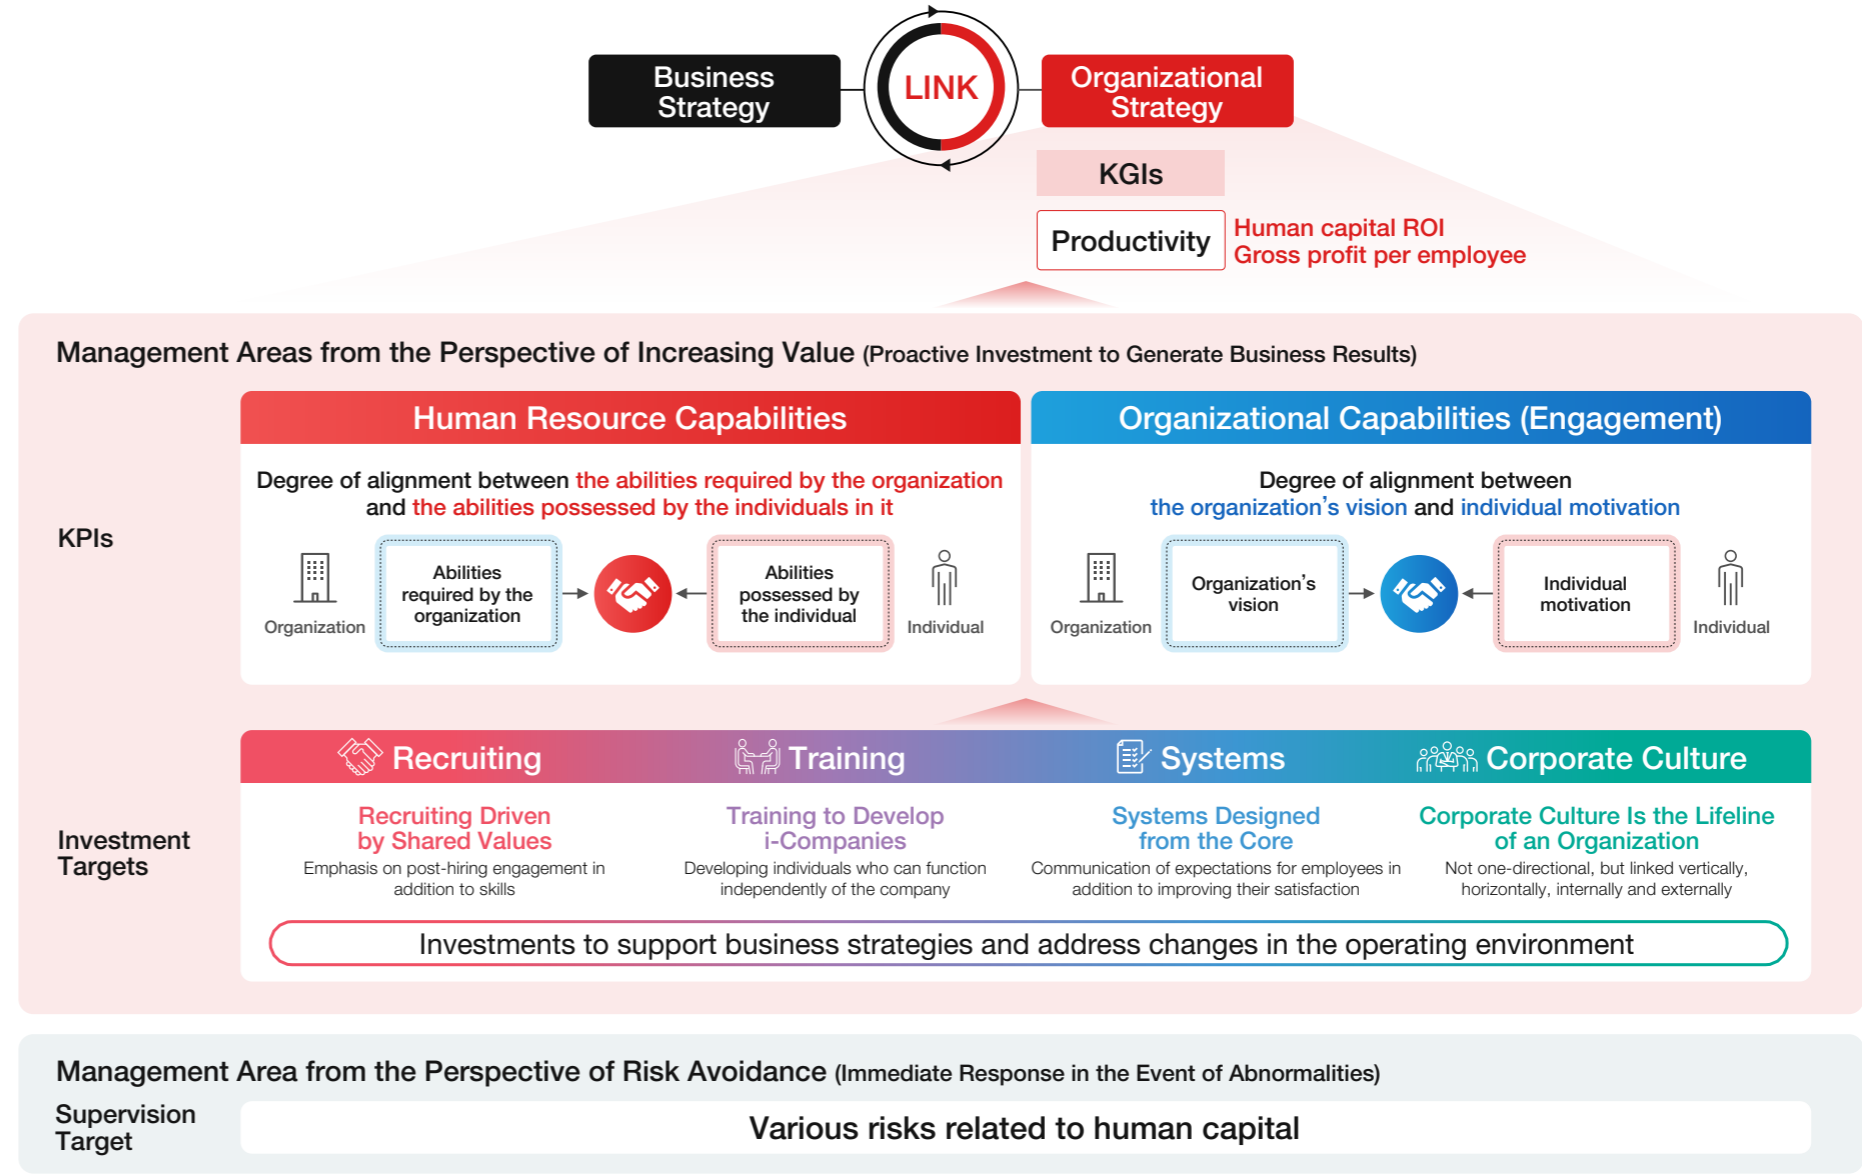 Business
Strategy
LINK
Organizational
Strategy
KGIs
Productivity
Human capital ROI
Gross profit per employee
Management Areas from the Perspective of Increasing Value (Proactive Investment to Generate Business Results)
KPIs
Human Resource Capabilities
Degree of alignment between the abilities required by the organization
and the abilities possessed by the individuals in it
Organization
Abilities
required by the
organization
Abilities
possessed by
the individual
Individual
Organizational Capabilities (Engagement)
Degree of alignment between
the organization’s vision and individual motivation
Organization
Organization’s
vision
Individual
motivation
Individual
Investment
Targets
Recruiting
Recruiting Driven
by Shared Values
Emphasis on post-hiring engagement in
addition to skills
Training
Training to Develop
i-Companies
Developing individuals who can function
independently of the company
Systems
Systems Designed
from the Core
Communication of expectations for employees in
addition to improving their satisfaction
Corporate Culture
Corporate Culture Is the Lifeline
of an Organization
Not one-directional, but linked vertically,
horizontally, internally and externally
Investments to support business strategies and address changes in the operating environment
Management Area from the Perspective of Risk Avoidance (Immediate Response in the Event of Abnormalities)
Supervision
Target
Various risks related to human capital